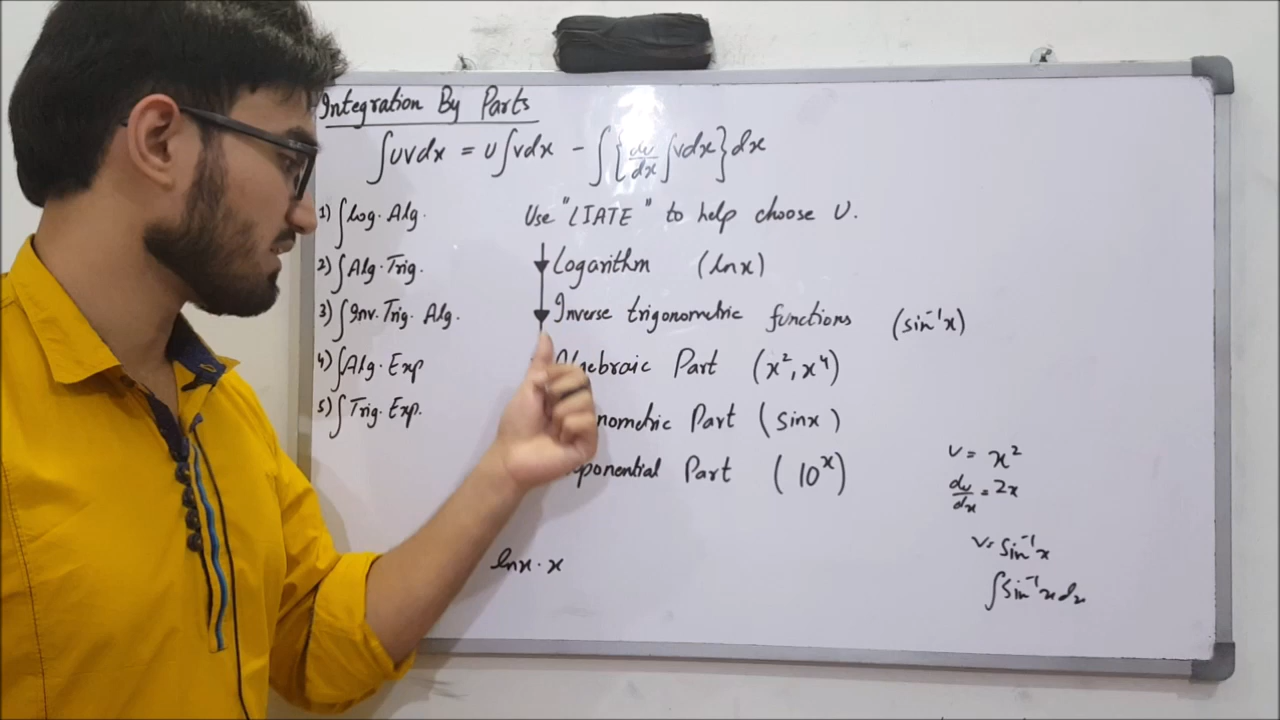 Integration By Parts
∫uvdx = u∫vdx - ∫{du/dx ∫vdx}dx
1) ∫log. Alg.
2) ∫Alg. Trig.
3) ∫Inv. Trig. Alg.
4) ∫Alg. Exp
5) ∫Trig. Exp.
Use "LIATE" to help choose U.
Logarithm (lnx)
Inverse trigonometric functions (sin⁻¹x)
Part (x², x⁴)
Part (sinx)
Part (10ˣ)
lnx · x
v = x²
du/dx = 2x
v = sin⁻¹x
∫sin⁻¹x dx